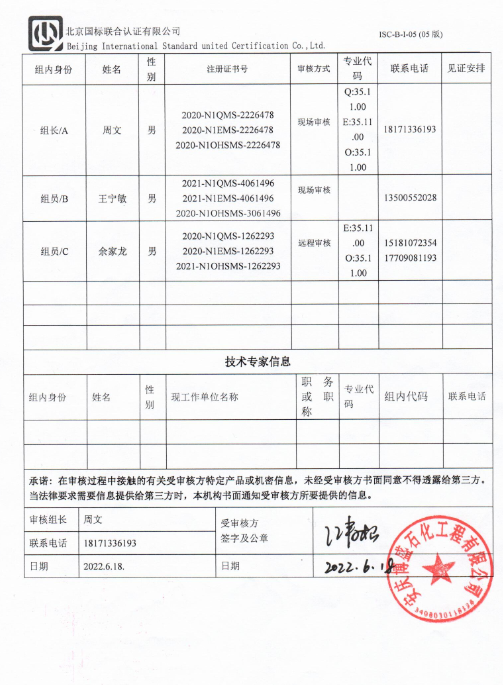 北京国标联合认证有限公司
Beijing International Standard united Certification Co.,Ltd.
ISC-B-I-05 (05 版)
组内身份 姓名 性别 注册证书号 审核方式 专业代码 联系电话 见证安排
组长/A 周文 男 2020-N1QMS-2226478
2020-N1EMS-2226478
2020-N1OHSMS-2226478
现场审核
Q:35.1
1.00
E:35.11
.00
O:35.1
1.00
18171336193
组员/B 王宁敏 男 2021-N1QMS-4061496
2021-N1EMS-4061496
2020-N1OHSMS-3061496
现场审核
13500552028
组员/C 余家龙 男 2020-N1QMS-1262293
2020-N1EMS-1262293
2021-N1OHSMS-1262293
远程审核
E:35.11
.00
O:35.1
1.00
15181072354
17709081193
技术专家信息
组内身份 姓名 性别 现工作单位名称 职务或职称 专业代码 组内代码 联系电话
承诺：在审核过程中接触的有关受审核方特定产品或机密信息，未经受审核方书面同意不得透露给第三方。
当法律要求需要信息提供给第三方时，本机构书面通知受审核方所要提供的信息。
审核组长 周文
受审核方
签字及公章
联系电话 18171336193
日期 2022.6.18.
日期 2022.6.18
安庆博盛石化工程有限公司